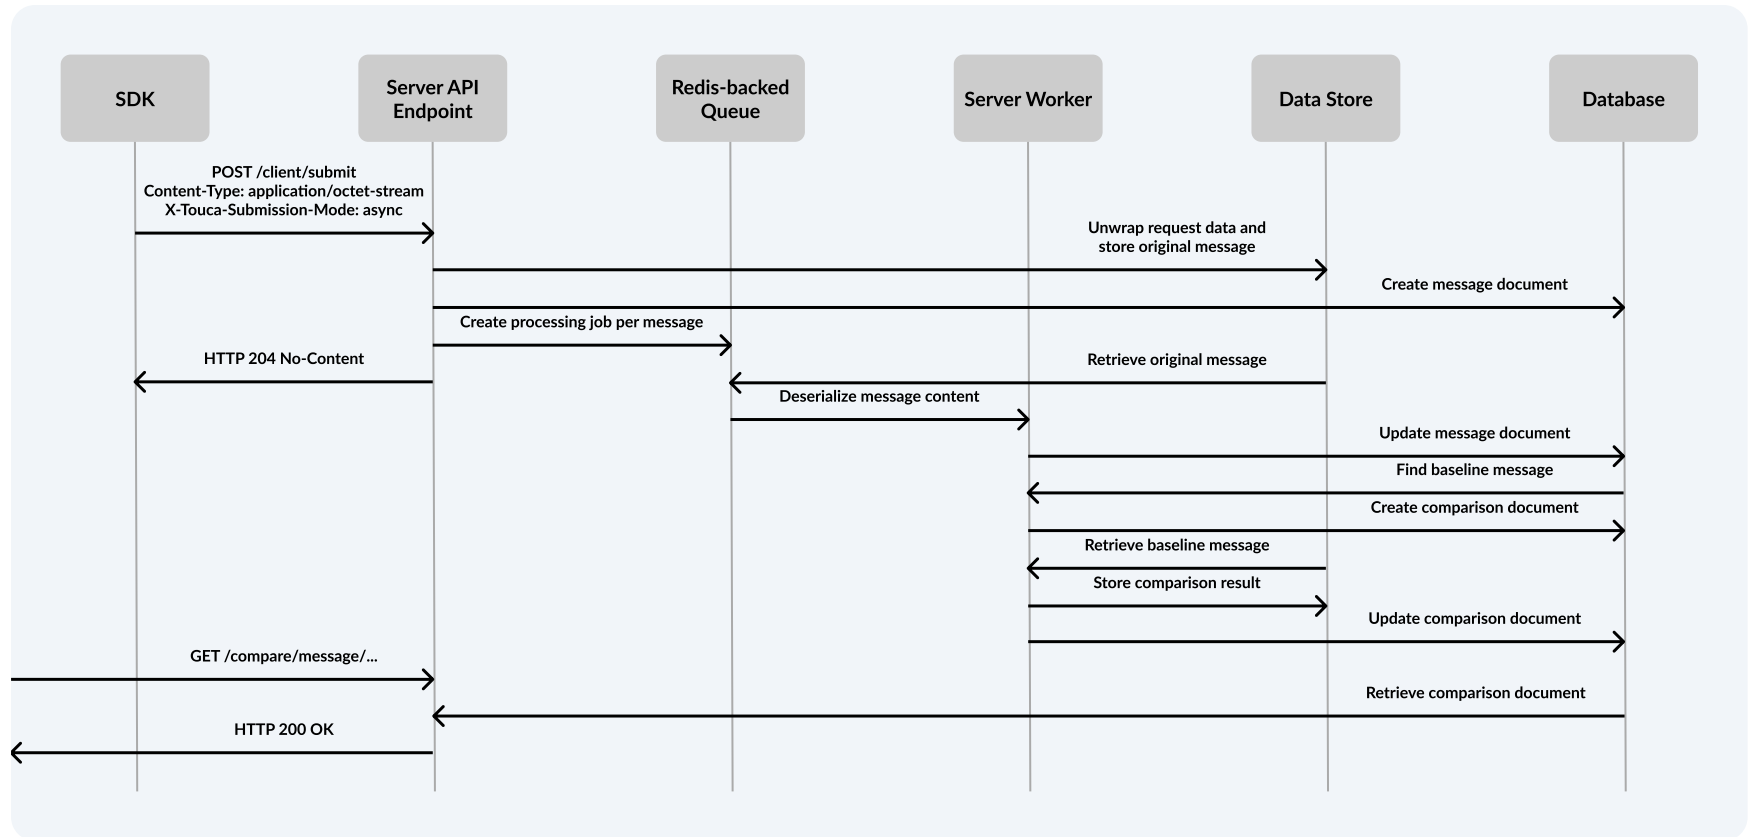 SDK
Server API
Endpoint
Redis-backed
Queue
Server Worker
Data Store
Database
POST /client/submit
Content-Type: application/octet-stream
X-Touca-Submission-Mode: async
Unwrap request data and
store original message
Create message document
Create processing job per message
HTTP 204 No-Content
Retrieve original message
Deserialize message content
Update message document
Find baseline message
Create comparison document
Retrieve baseline message
Store comparison result
Update comparison document
GET /compare/message/...
Retrieve comparison document
HTTP 200 OK